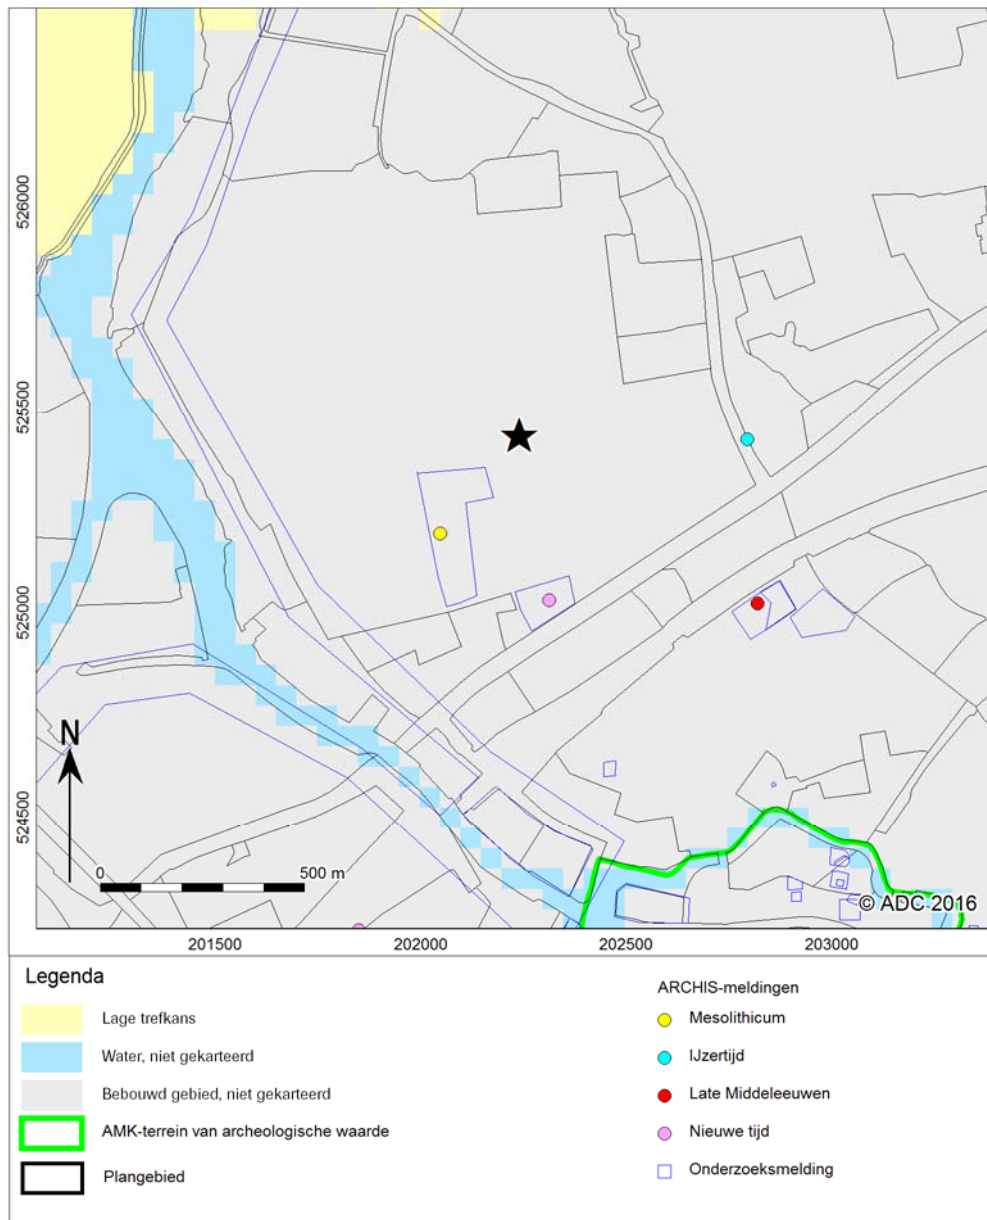 526000
525500
525000
524500
N
0
500 m
© ADC 2016
201500
202000
202500
203000
Legenda
Lage trefkans
Water, niet gekarteerd
Bebouwd gebied, niet gekarteerd
AMK-terrein van archeologische waarde
Plangebied
ARCHIS-meldingen
Mesolithicum
IJzertijd
Late Middeleeuwen
Nieuwe tijd
Onderzoeksmelding